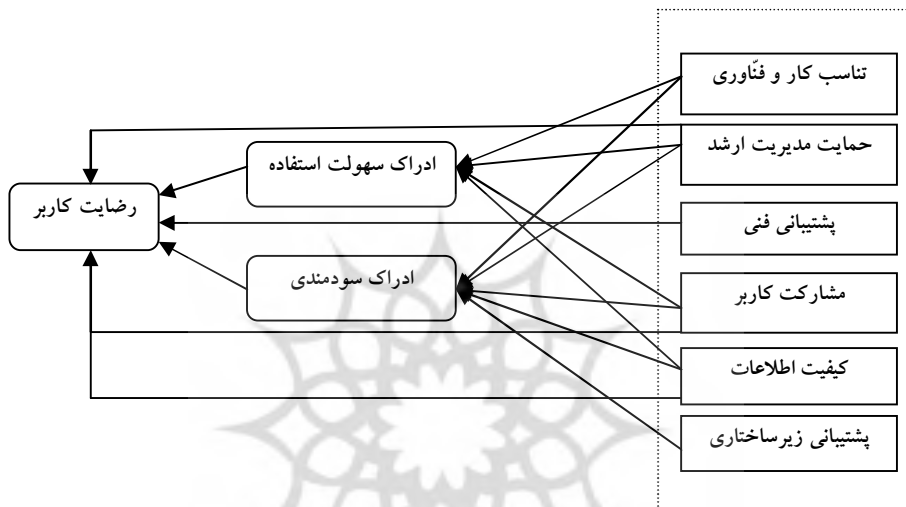 تناسب کار و فنّاوری
حمایت مدیریت ارشد
ادراک سهولت استفاده
رضایت کاربر
پشتیبانی فنی
ادراک سودمندی
مشارکت کاربر
کیفیت اطلاعات
پشتیبانی زیرساختاری